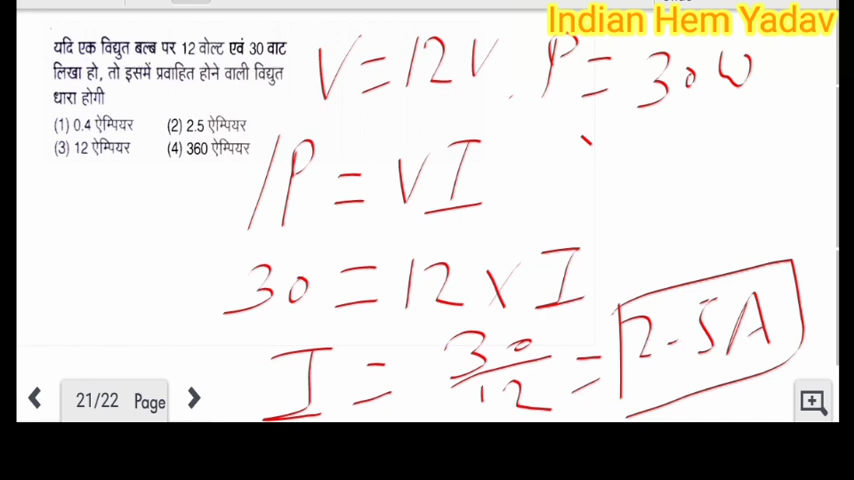 Indian Hem Yadav
यदि एक विद्युत बल्ब पर 12 वोल्ट एवं 30 वाट
लिखा हो, तो इसमें प्रवाहित होने वाली विद्युत
धारा होगी
(1) 0.4 ऐम्पियर (2) 2.5 ऐम्पियर
(3) 12 ऐम्पियर (4) 360 ऐम्पियर
V = 12V . P = 30W
P = VI
30 = 12 x I
I = 30/12 = 2.5A
21/22 Page